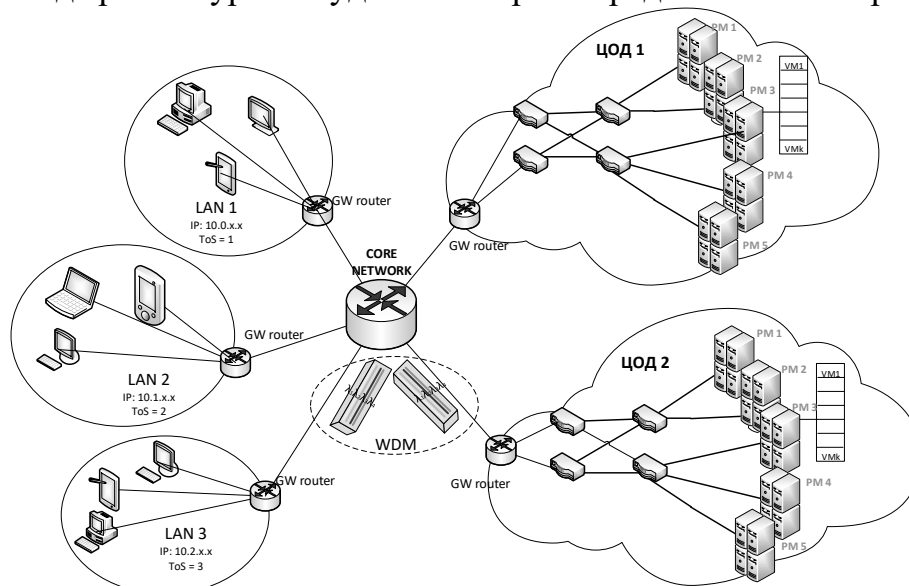 ЦОД 1
PM 1
PM 2
VM1
PM 3
VMk
PM 4
PM 5
GW router
LAN 1
IP: 10.0.x.x
ToS = 1
GW router
CORE
NETWORK
GW router
LAN 2
IP: 10.1.x.x
ToS = 2
ЦОД 2
PM 1
PM 2
VM1
PM 3
VMk
PM 4
PM 5
WDM
GW router
GW router
LAN 3
IP: 10.2.x.x
ToS = 3